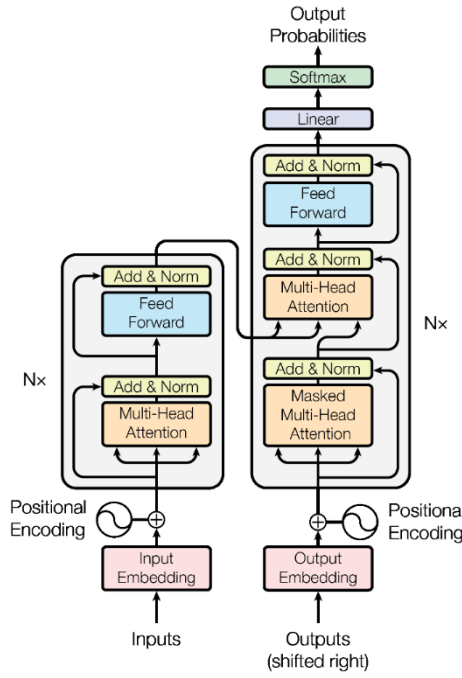 Output
Probabilities
Softmax
Linear
Add & Norm
Feed
Forward
Add & Norm
Multi-Head
Attention
Nx
Add & Norm
Masked
Multi-Head
Attention
Add & Norm
Feed
Forward
Nx
Add & Norm
Multi-Head
Attention
Positional
Encoding
Positiona
Encoding
Input
Embedding
Output
Embedding
Inputs
Outputs
(shifted right)